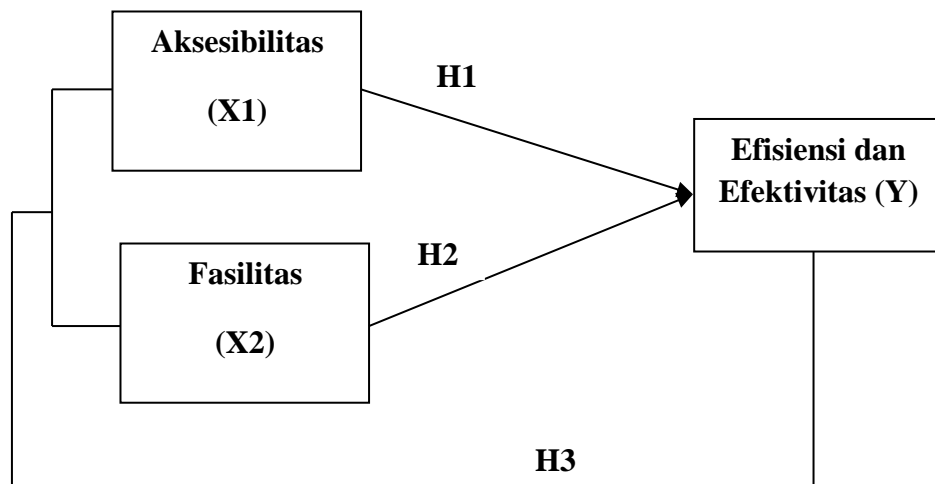 Aksesibilitas
(X1)
H1
Efisiensi dan
Efektivitas (Y)
H2
Fasilitas
(X2)
H3